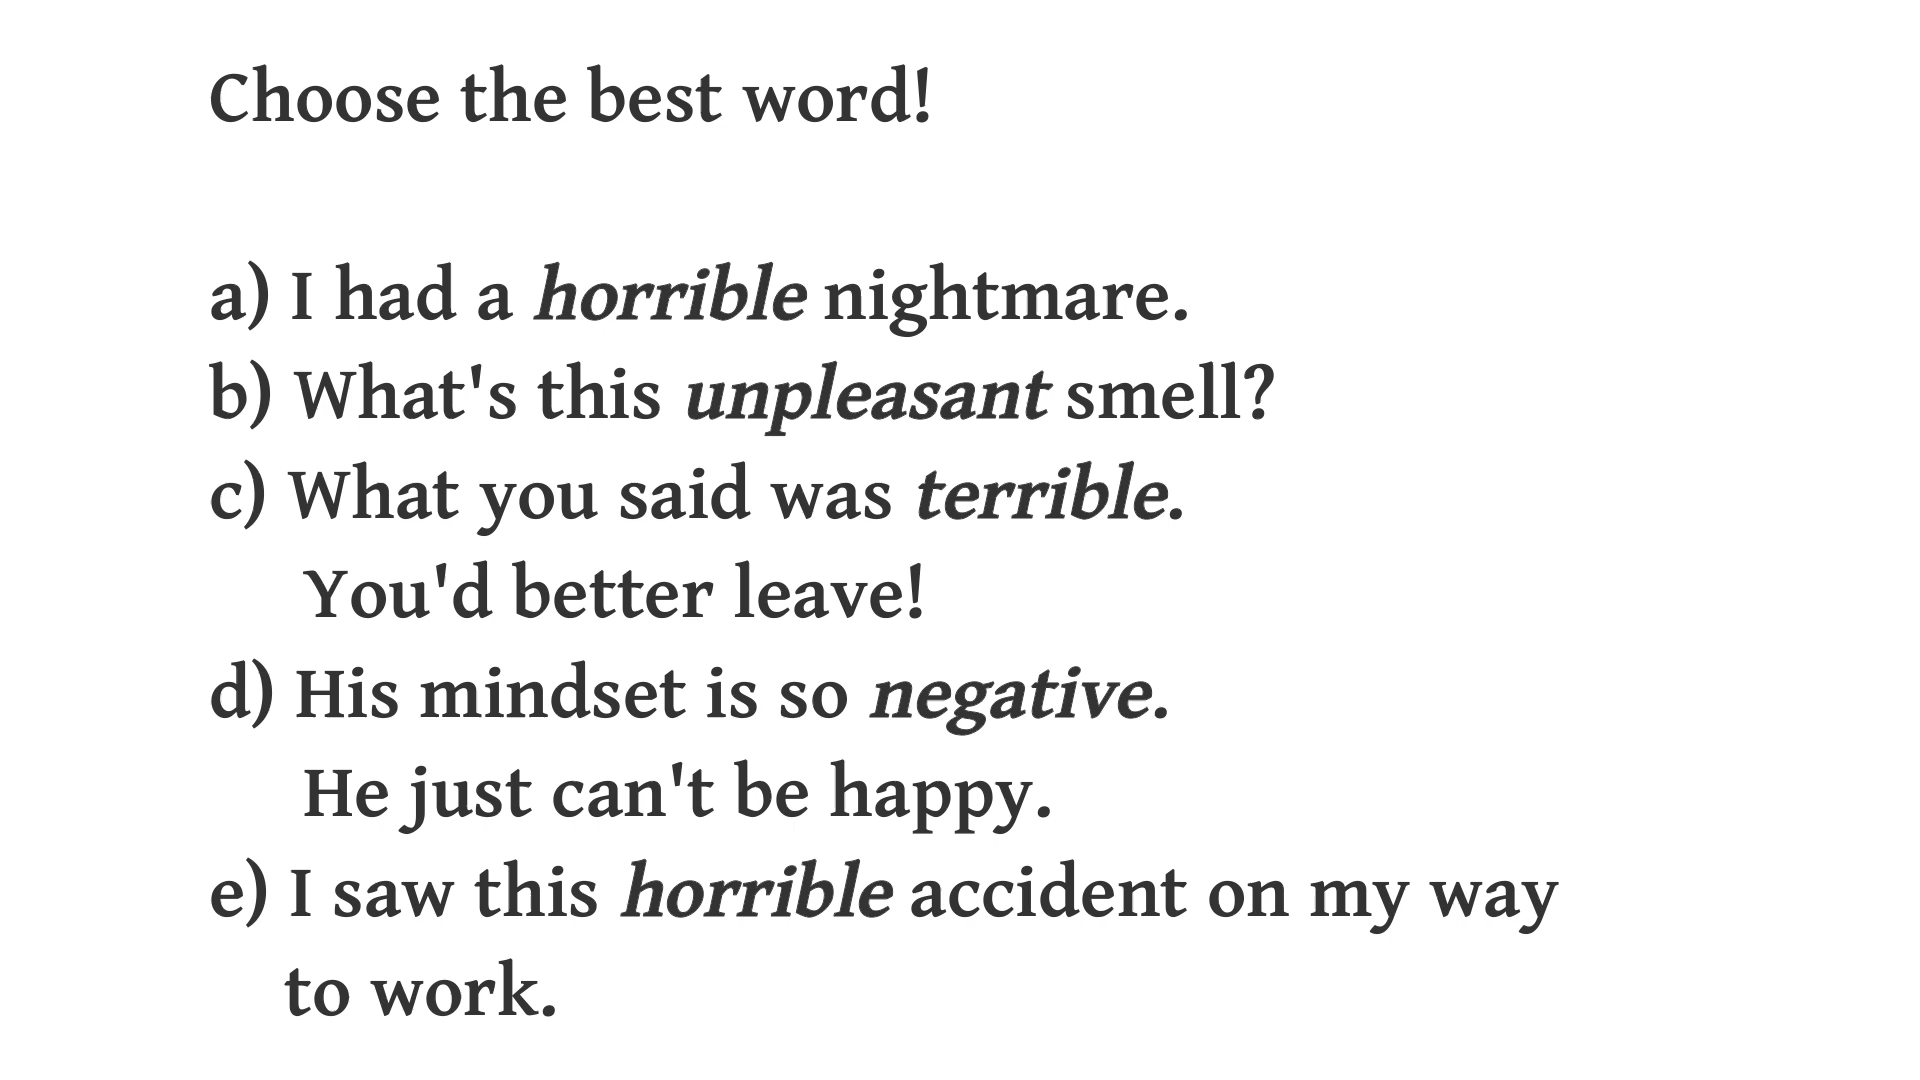 Choose the best word!
a) I had a horrible nightmare.
b) What's this unpleasant smell?
c) What you said was terrible.
You'd better leave!
d) His mindset is so negative.
He just can't be happy.
e) I saw this horrible accident on my way
to work.